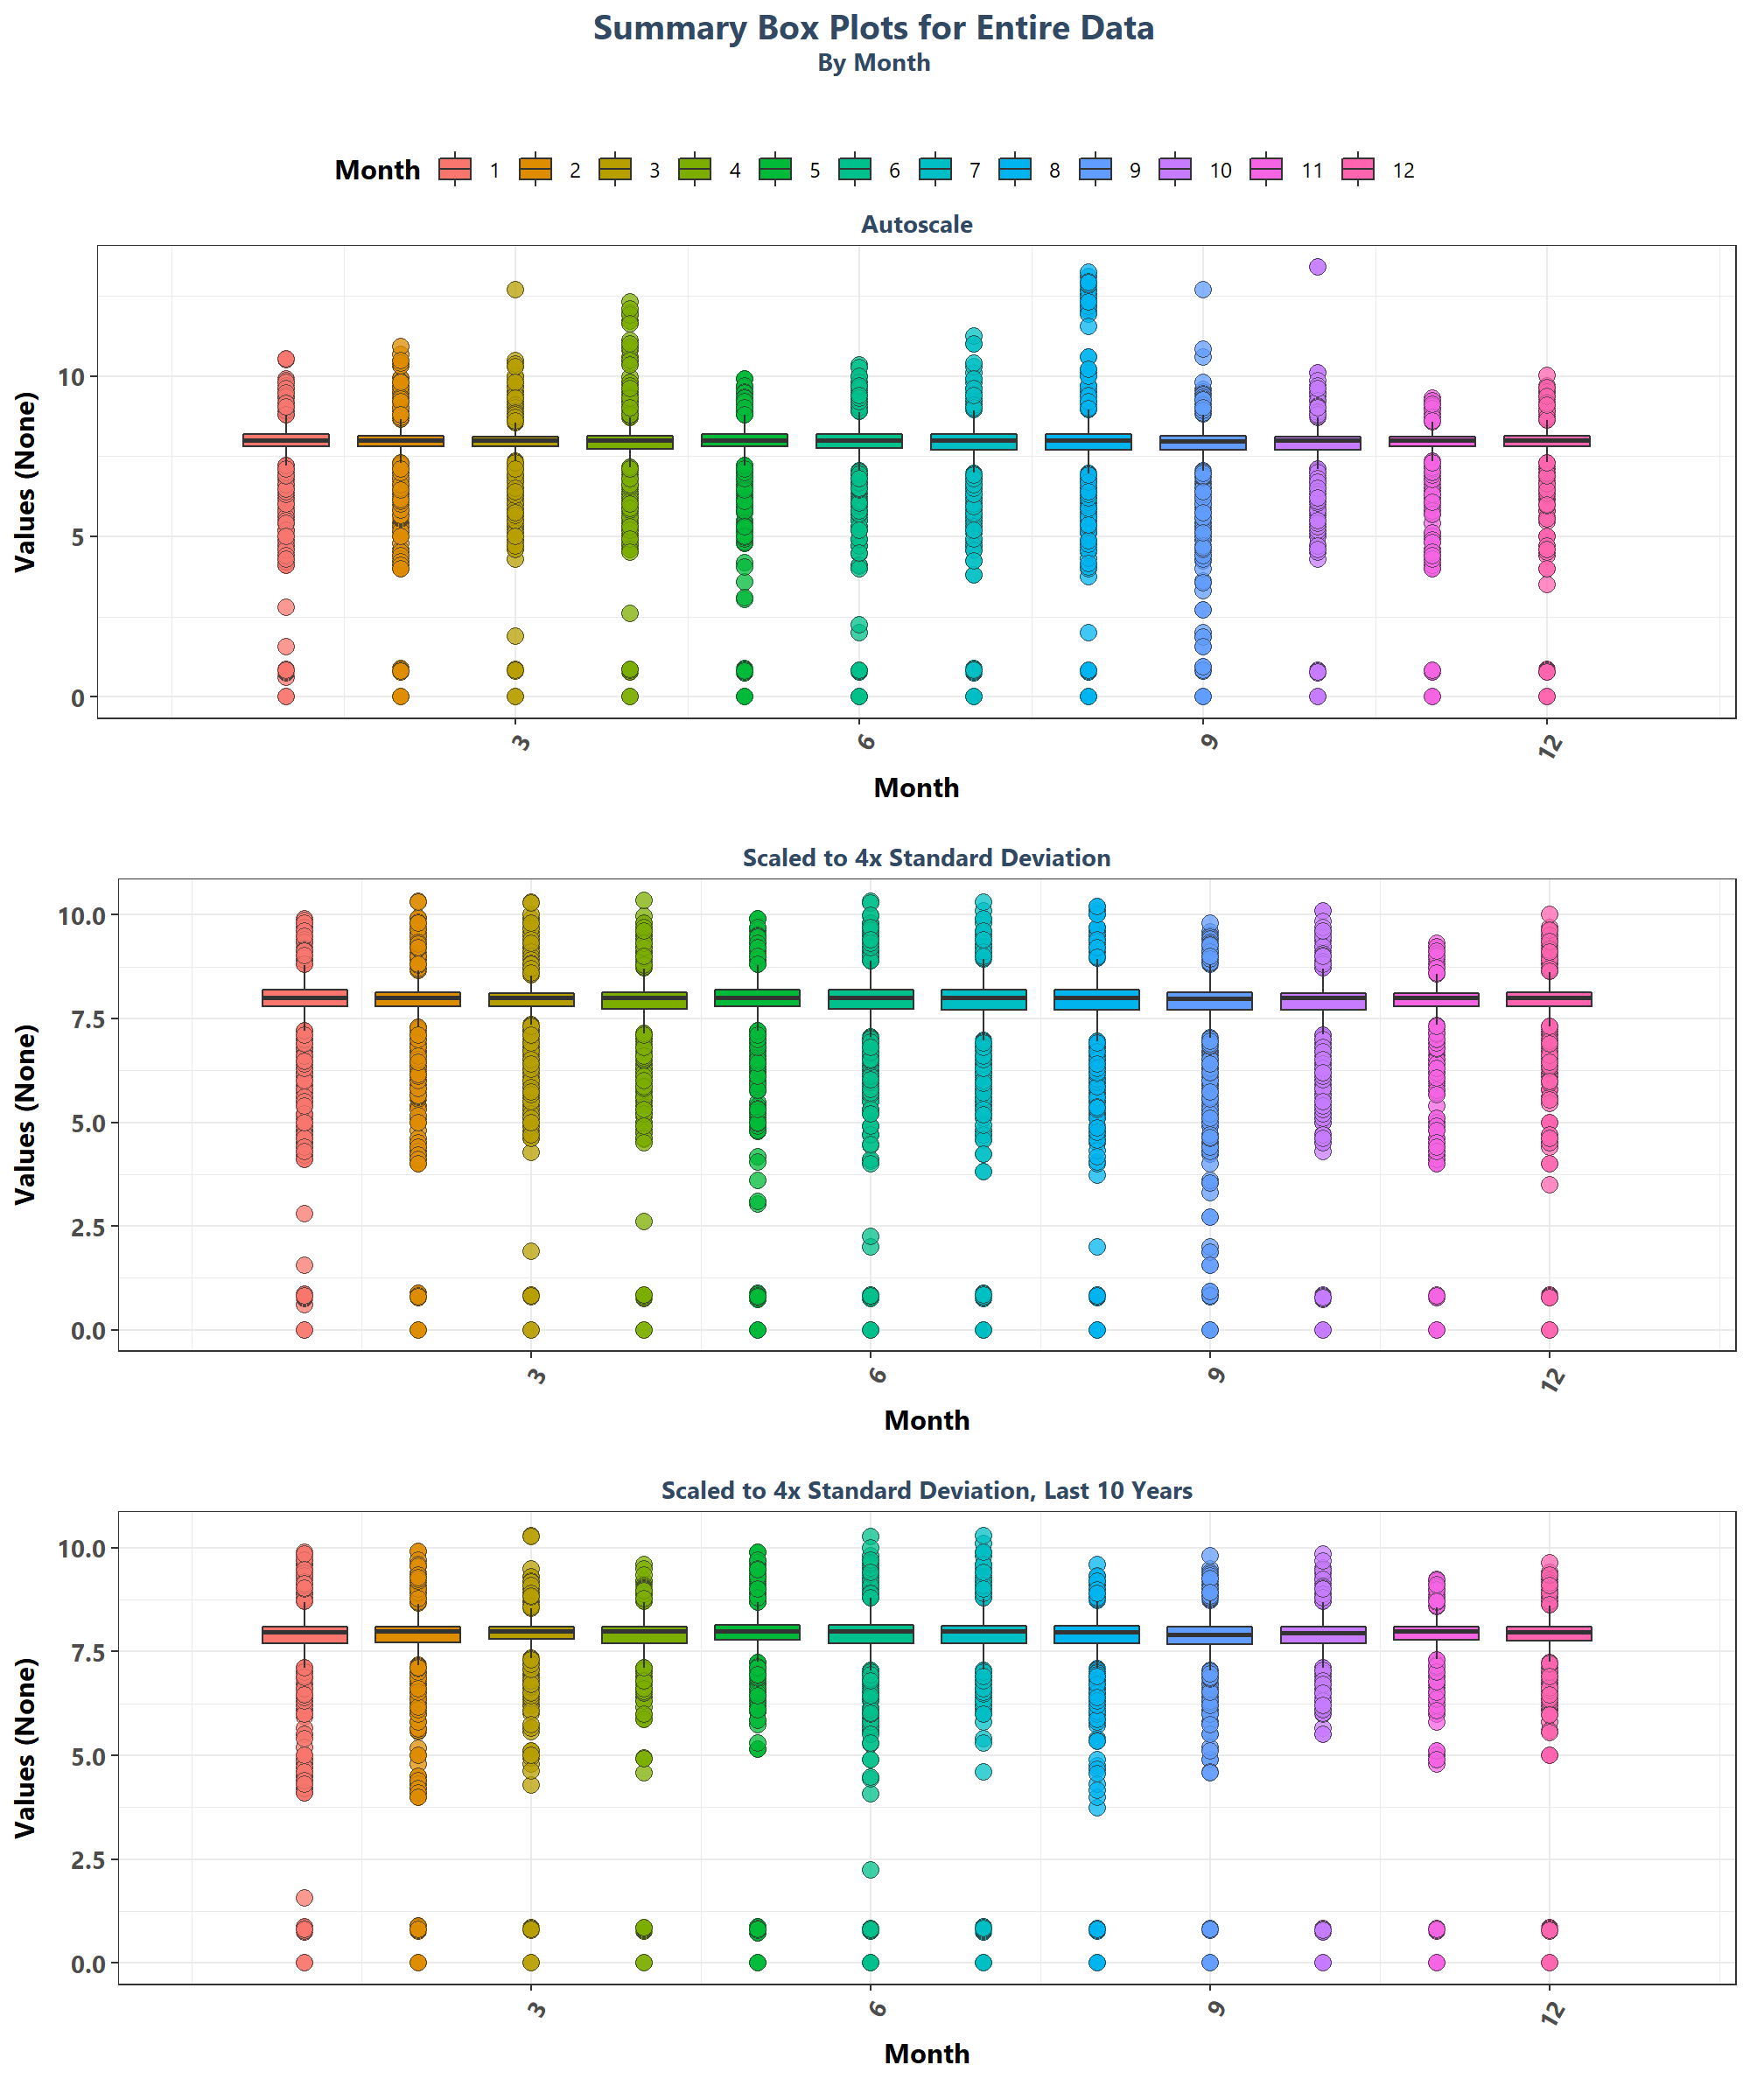 Summary Box Plots for Entire Data
By Month
Month 1 2 3 4 5 6 7 8 9 10 11 12
Autoscale
Values (None)
10
5
0
3 6 9 12
Month
Scaled to 4x Standard Deviation
Values (None)
10.0
7.5
5.0
2.5
0.0
3 6 9 12
Month
Scaled to 4x Standard Deviation, Last 10 Years
Values (None)
10.0
7.5
5.0
2.5
0.0
3 6 9 12
Month